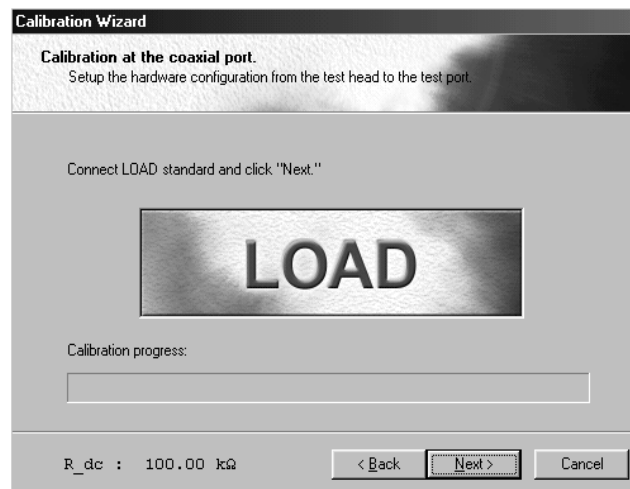 Calibration Wizard
Calibration at the coaxial port.
Setup the hardware configuration from the test head to the test port.
Connect LOAD standard and click "Next."
LOAD
Calibration progress:
R_dc : 100.00 kΩ
< Back Next > Cancel